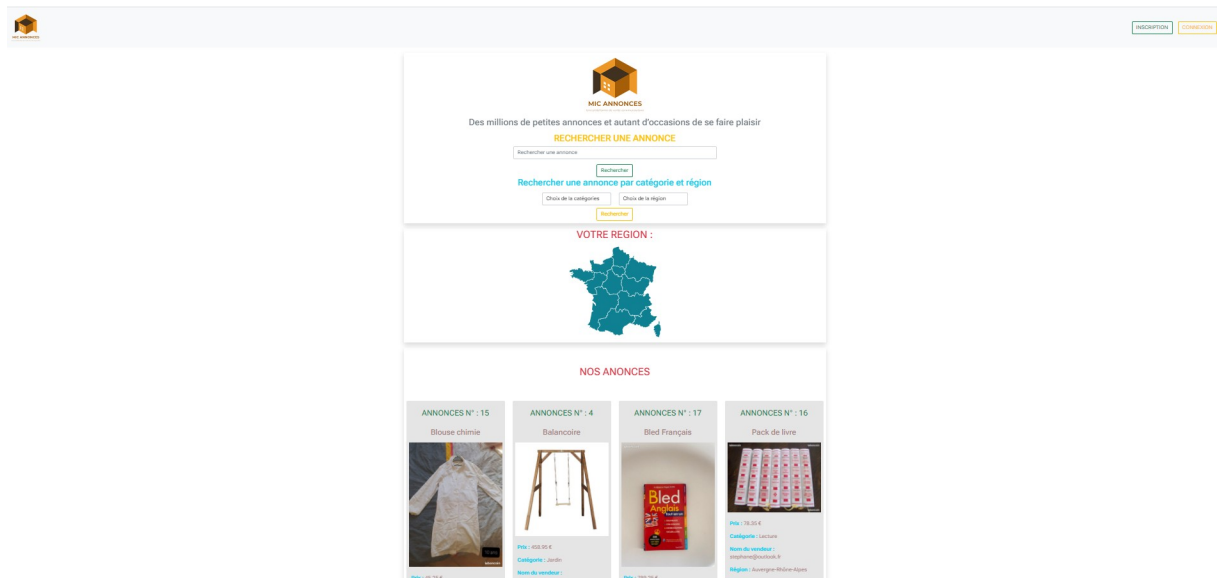 MIC ANNONCES
INSCRIPTION
CONNEXION
MIC ANNONCES
Des millions de petites annonces et autant d'occasions de se faire plaisir
RECHERCHER UNE ANNONCE
Rechercher une annonce
Rechercher
Rechercher une annonce par catégorie et région
Choix de la catégories
Choix de la région
Rechercher
VOTRE REGION :
NOS ANONCES
ANNONCES N° : 15
Blouse chimie
ANNONCES N° : 4
Balancoire
Prix : 458.95 €
Catégorie : Jardin
Nom du vendeur :
ANNONCES N° : 17
Bled Français
Bled
Anglais
ANNONCES N° : 16
Pack de livre
Prix : 78.20 €
Catégorie : Lecture
Nom du vendeur :
Région : Auvergne-Rhône-Alpes